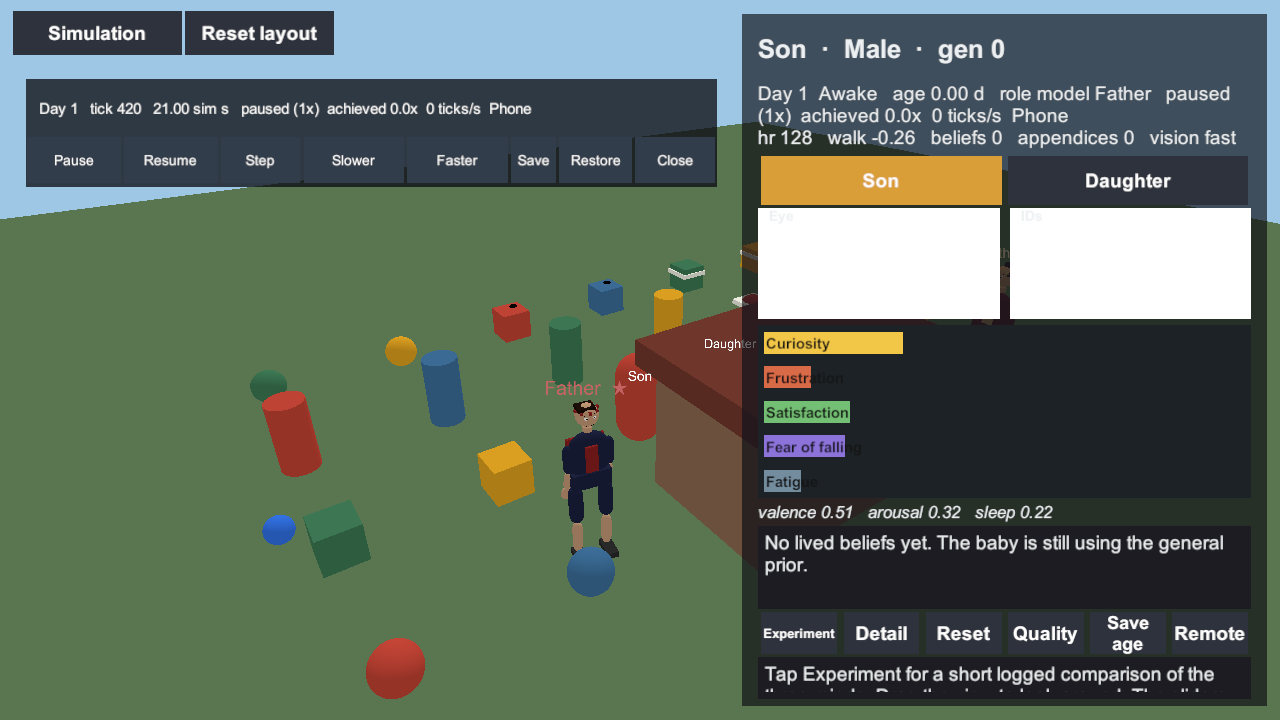 Simulation
Reset layout
Day 1 tick 420 21.00 sim s paused (1x) achieved 0.0x 0 ticks/s Phone
Pause
Resume
Step
Slower
Faster
Save
Restore
Close
Daughter
Son
Father ★
Son · Male · gen 0
Day 1 Awake age 0.00 d role model Father paused
(1x) achieved 0.0x 0 ticks/s Phone
hr 128 walk -0.26 beliefs 0 appendices 0 vision fast
Son
Daughter
Eye
IDs
Curiosity
Frustration
Satisfaction
Fear of falling
Fatigue
valence 0.51 arousal 0.32 sleep 0.22
No lived beliefs yet. The baby is still using the general
prior.
Experiment
Detail
Reset
Quality
Save
age
Remote
Tap Experiment for a short logged comparison of the